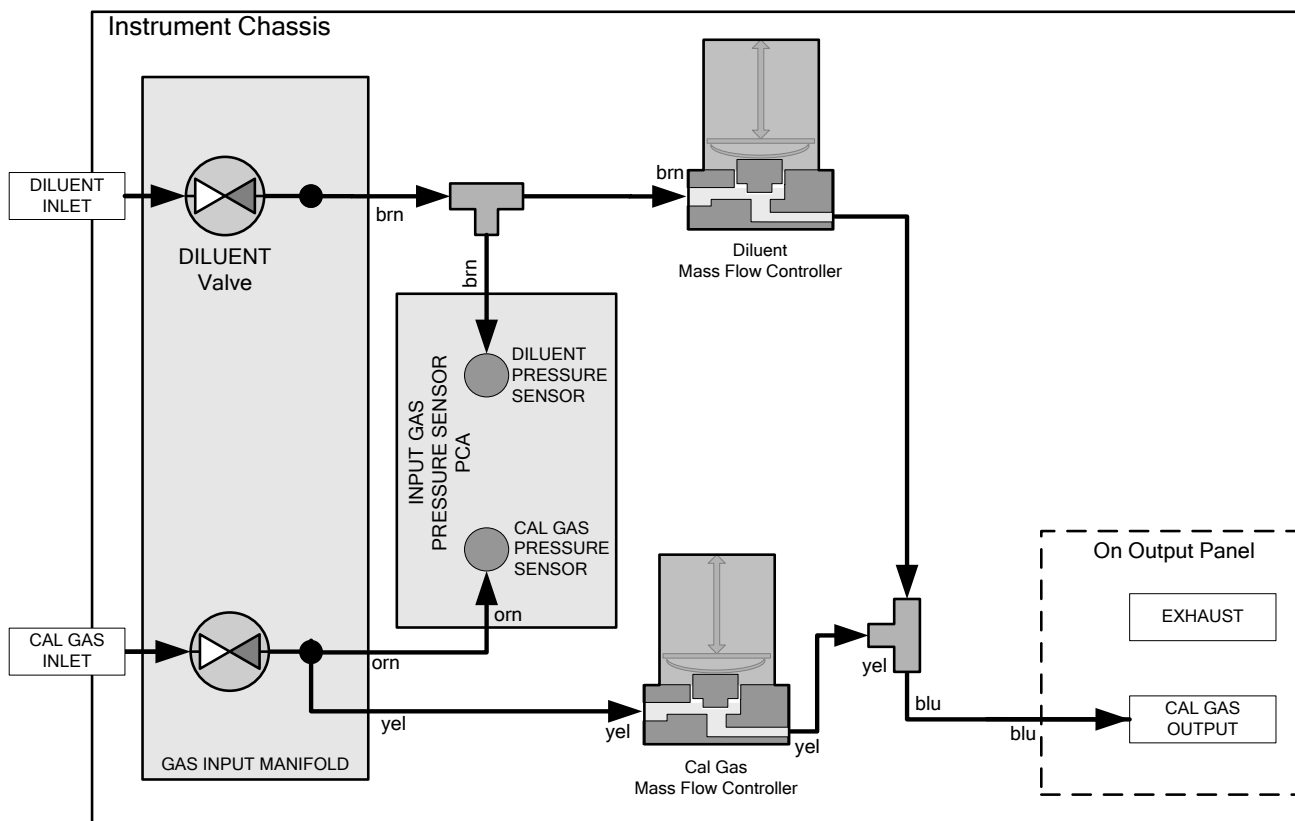 Instrument Chassis
DILUENT
INLET
DILUENT
Valve
brn
brn
brn
Diluent
Mass Flow Controller
INPUT GAS
PRESSURE SENSOR
PCA
DILUENT
PRESSURE
SENSOR
CAL GAS
PRESSURE
SENSOR
orn
orn
CAL GAS
INLET
yel
yel
yel
yel
Cal Gas
Mass Flow Controller
GAS INPUT MANIFOLD
blu
blu
On Output Panel
EXHAUST
CAL GAS
OUTPUT